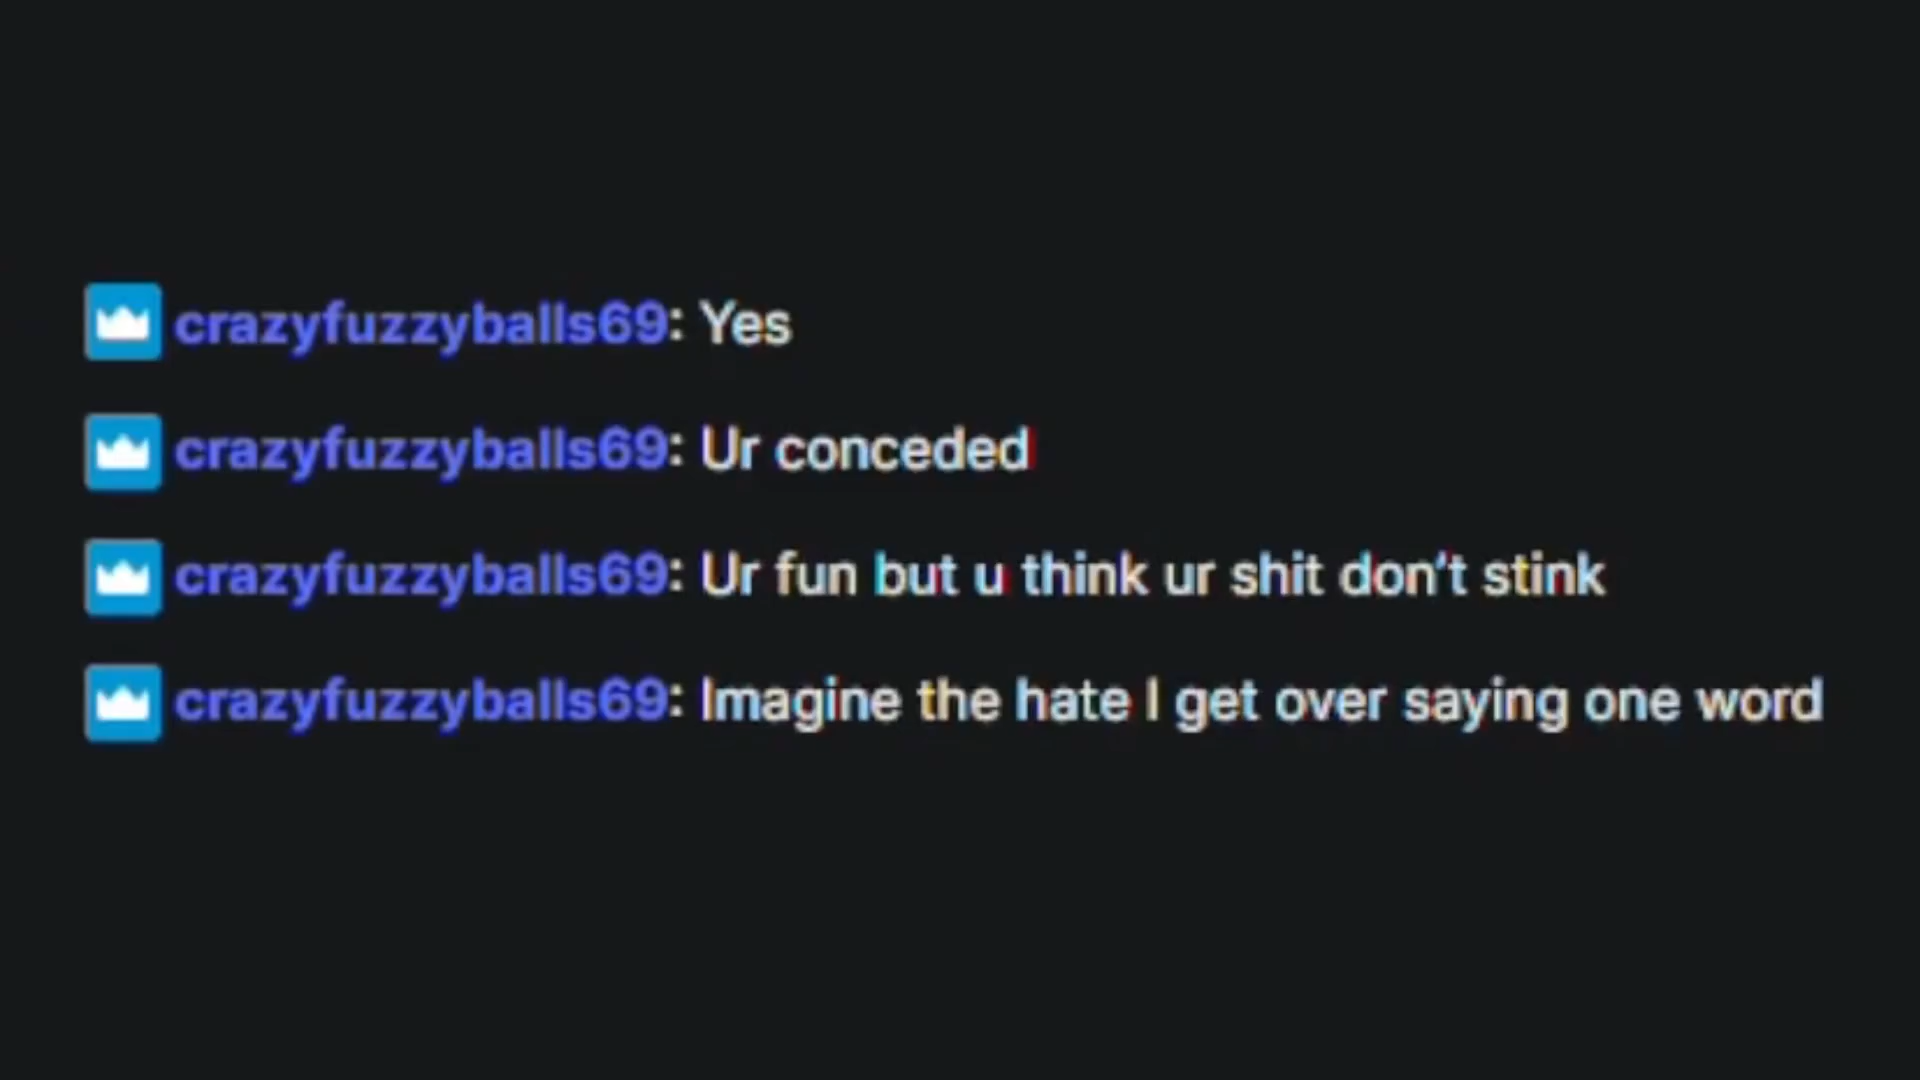 crazyfuzzyballs69: Yes
crazyfuzzyballs69: Ur conceded
crazyfuzzyballs69: Ur fun but u think ur shit don't stink
crazyfuzzyballs69: Imagine the hate I get over saying one word